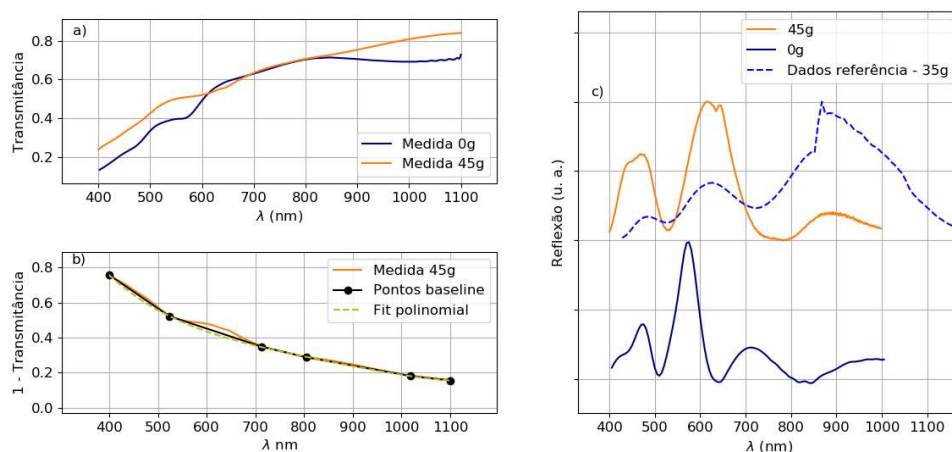 a)
Transmitância
0.8
0.6
0.4
0.2
Medida 0g
Medida 45g
400 500 600 700 800 900 1000 1100
λ (nm)
b)
1 - Transmitância
0.8
0.6
0.4
0.2
0.0
Medida 45g
Pontos baseline
Fit polinomial
400 500 600 700 800 900 1000 1100
λ nm
c)
Reflexão (u. a.)
45g
0g
Dados referência - 35g
400 500 600 700 800 900 1000 1100
λ (nm)